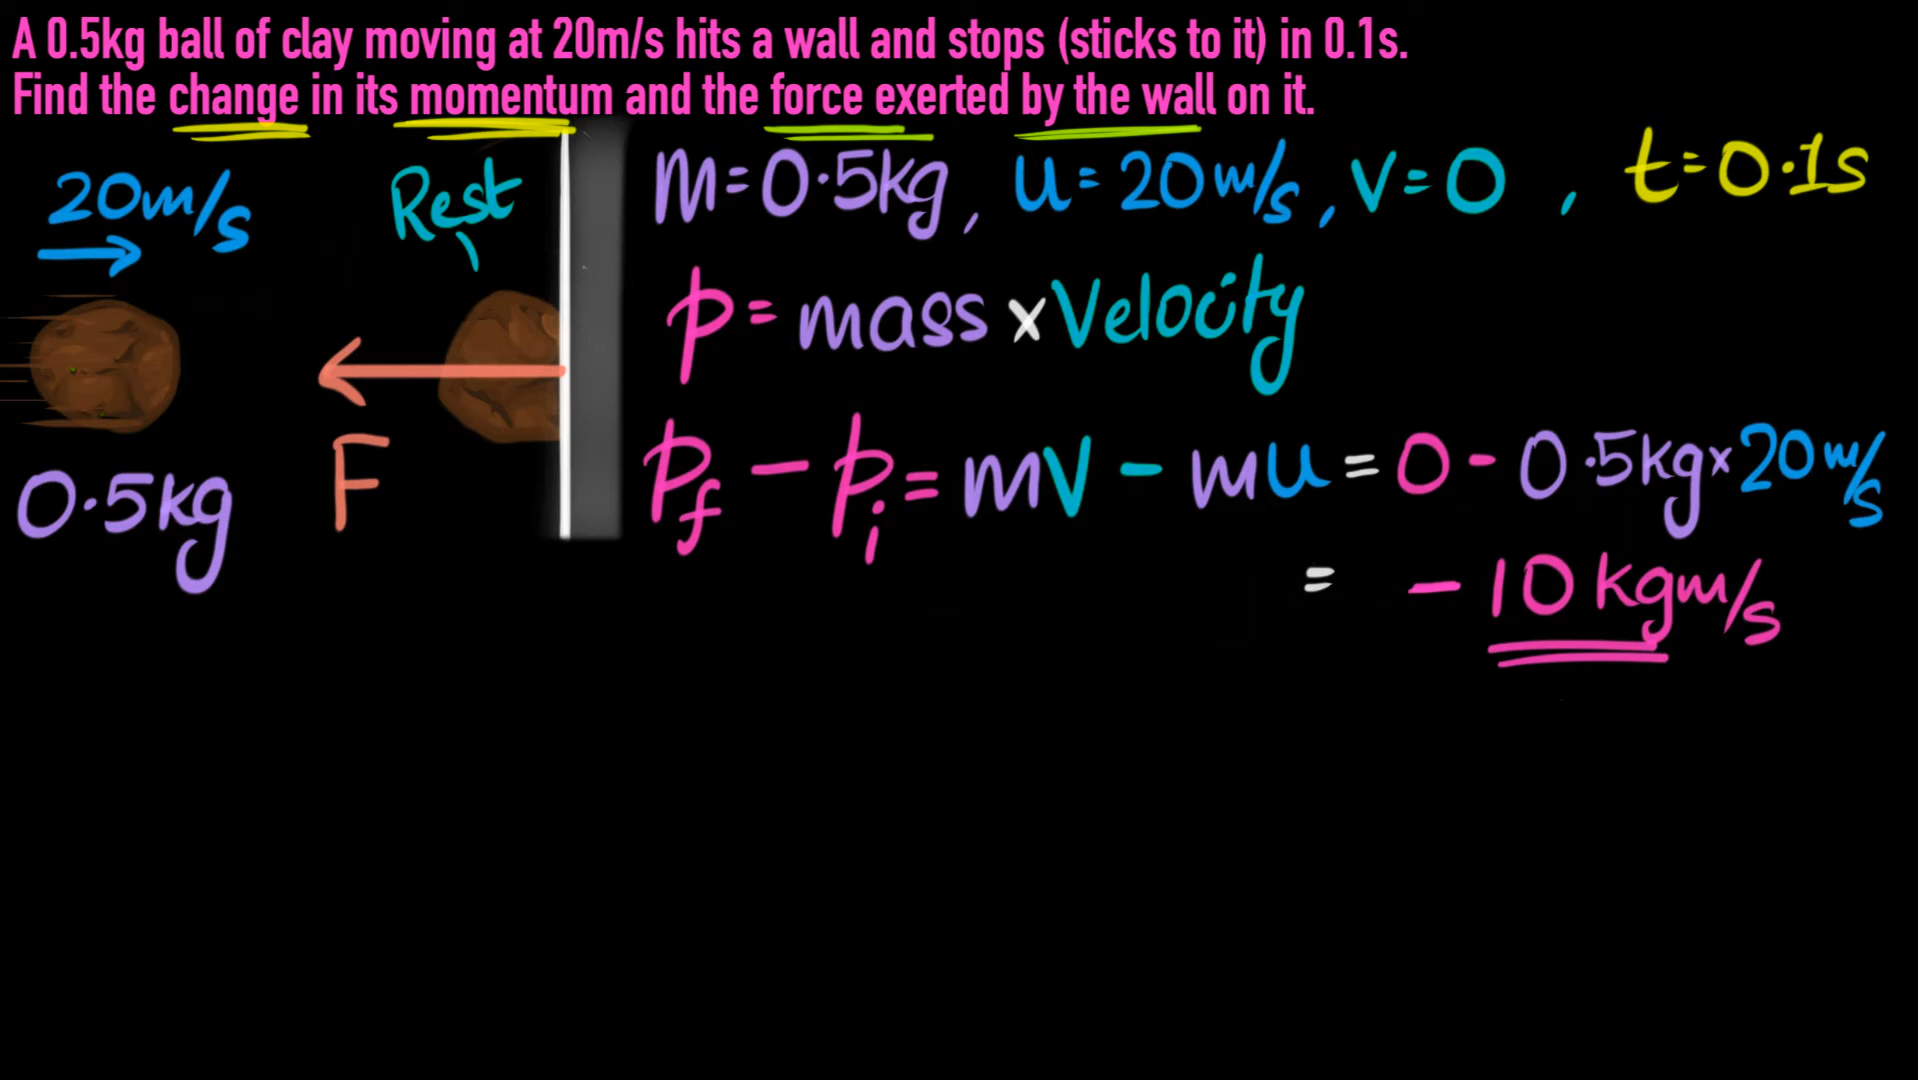 A 0.5kg ball of clay moving at 20m/s hits a wall and stops (sticks to it) in 0.1s.
Find the change in its momentum and the force exerted by the wall on it.
20m/s
Rest
0.5kg
F
m=0.5kg, u=20m/s, v=0, t=0.1s
p = mass x Velocity
pf - pi = mv - mu = 0 - 0.5kg x 20m/s
= -10 kgm/s